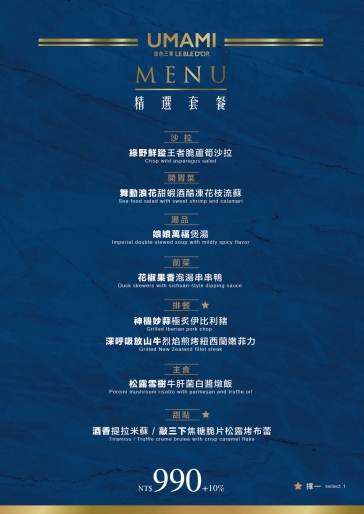 UMAMI
金色三麥 LE BLE D'OR
MENU
精選套餐
沙拉
綠野鮮蹤王者脆蘆筍沙拉
Crisp wild asparagus salad
開胃菜
舞動浪花甜蝦酒醋凍花枝流蘇
Sea food salad with sweet shrimp and calamari
湯品
娘娘萬福煲湯
Imperial double-stewed soup with mildly spicy flavor
前菜
花椒果香泡湯串串鴨
Duck skewers with sichuan-style dipping sauce
排餐 ★
神機妙蒜極炙伊比利豬
Grilled Iberian pork chop
深呼吸放山牛烈焰煎烤紐西蘭嫩菲力
Grilled New Zealand fillet steak
主食
松露雪樹牛肝菌白醬燉飯
Porcini mushroom risotto with parmesan and truffle oil
甜點 ★
酒香提拉米蘇 / 敲三下焦糖脆片松露烤布蕾
Tiramisu / Truffle creme brulee with crisp caramel flake
NT$ 990 +10%
★ 擇一 select 1